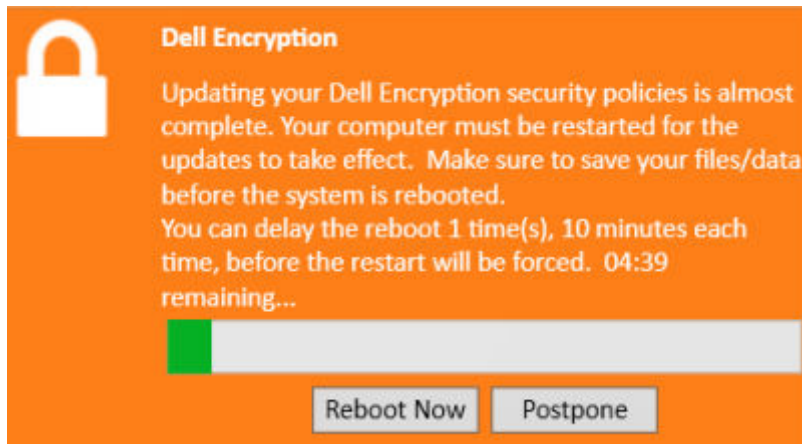 Dell Encryption
Updating your Dell Encryption security policies is almost
complete. Your computer must be restarted for the
updates to take effect.  Make sure to save your files/data
before the system is rebooted.
You can delay the reboot 1 time(s), 10 minutes each
time, before the restart will be forced.  04:39
remaining...
Reboot Now
Postpone